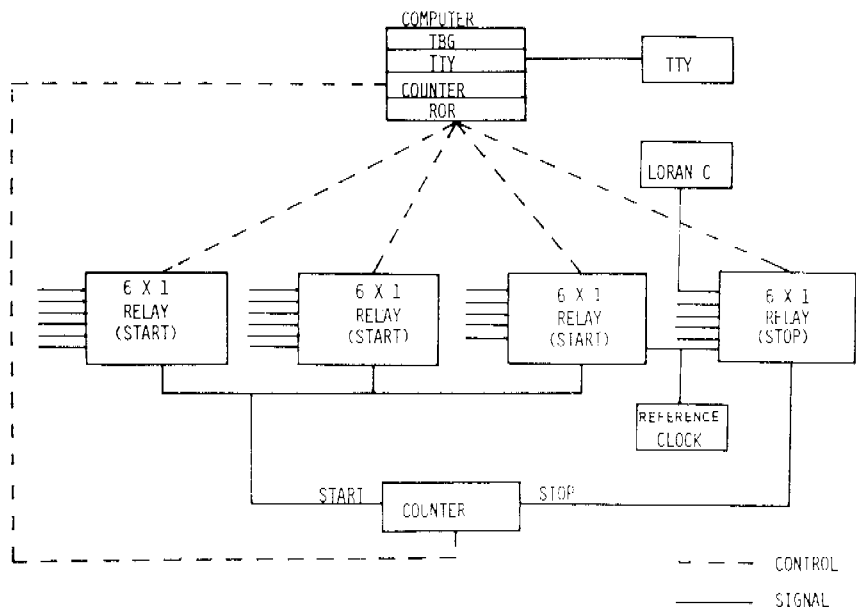 COMPUTER
TBG
TTY
COUNTER
ROR
TTY
LORAN C
6 X 1
RELAY
(START)
6 X 1
RELAY
(START)
6 X 1
RELAY
(START)
6 X 1
RELAY
(STOP)
REFERENCE
CLOCK
START
COUNTER
STOP
CONTROL
SIGNAL